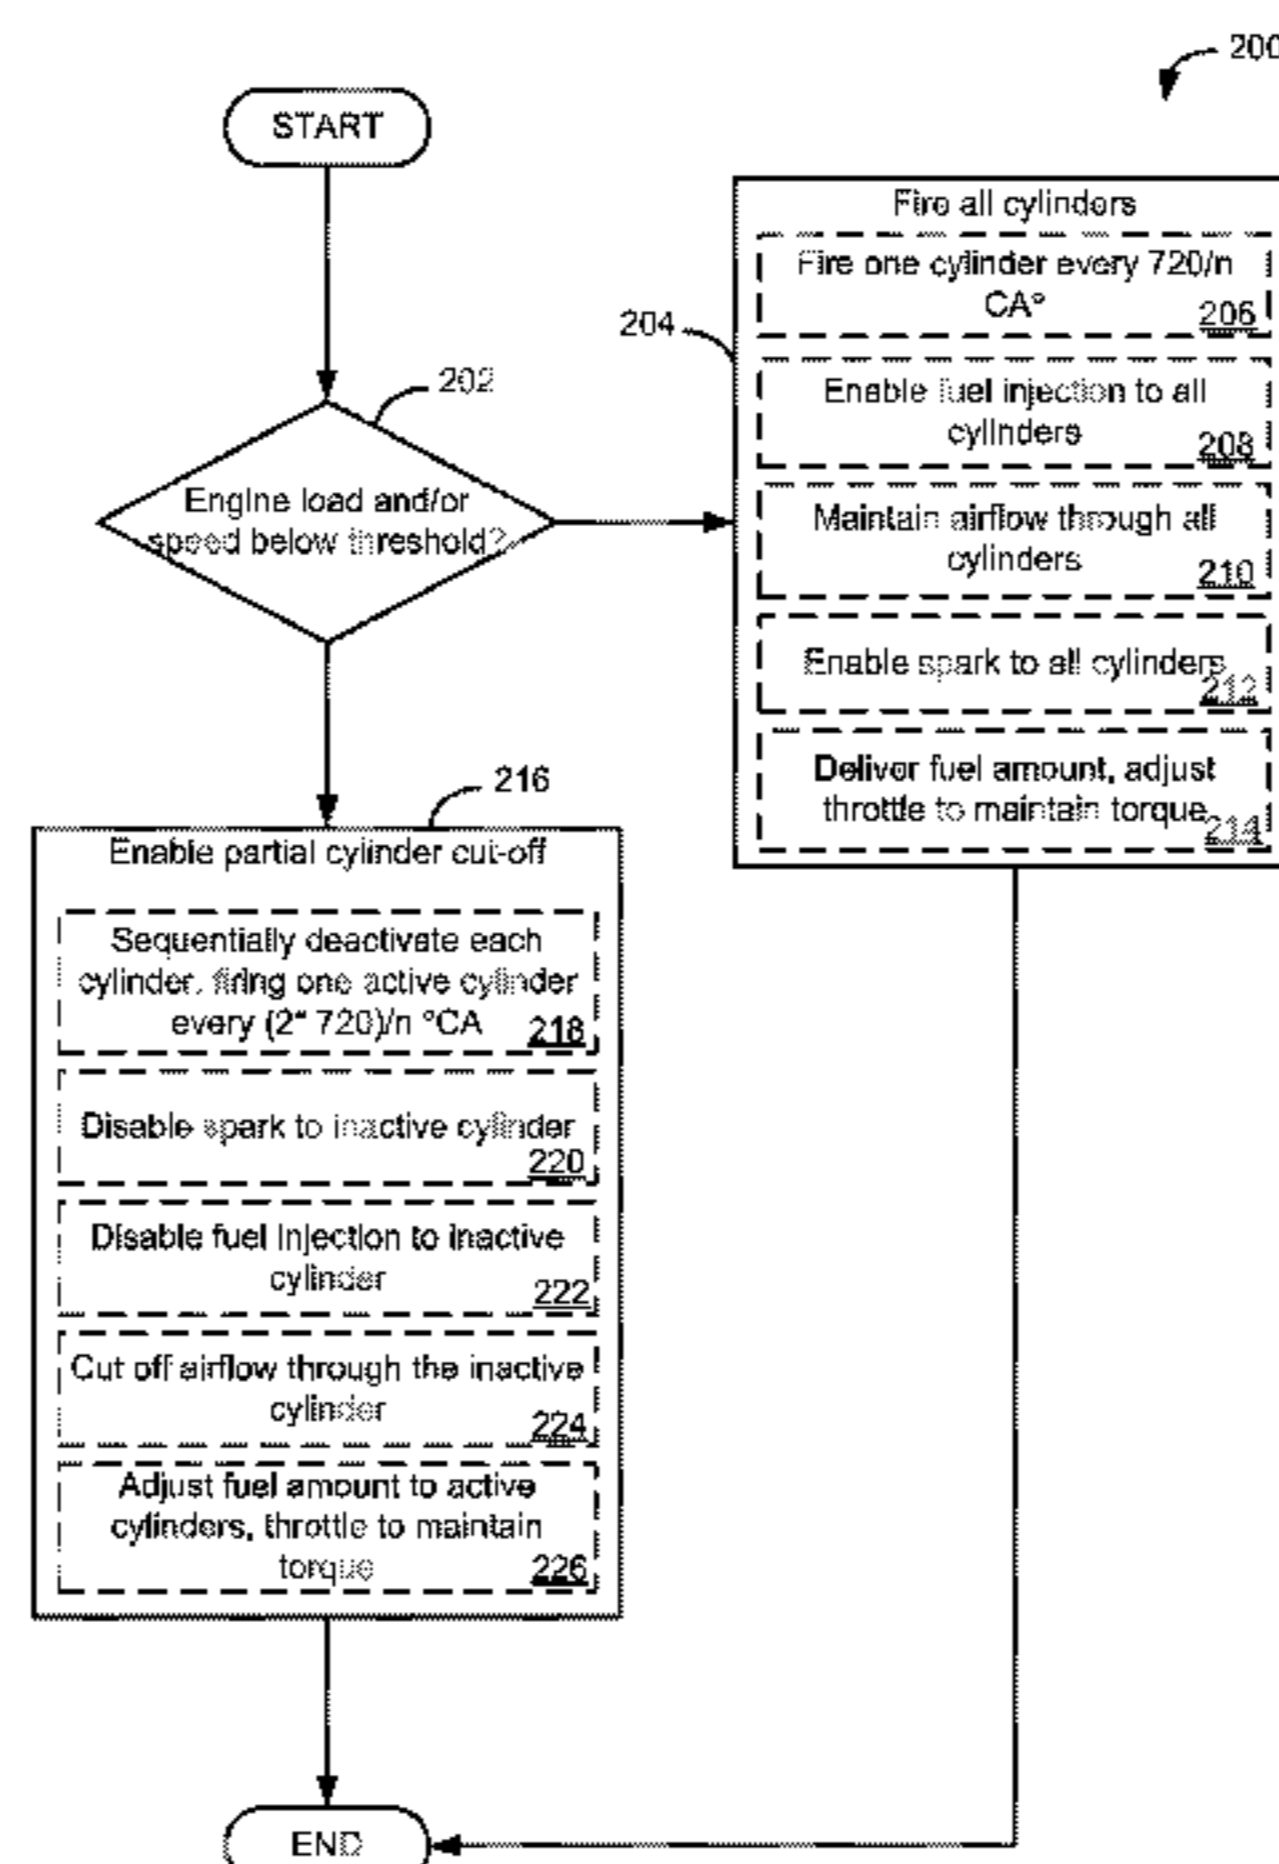 200
START
202
Engine load and/or
speed below threshold?
204
Fire all cylinders
Fire one cylinder every 720/n
CA°
206
Enable fuel injection to all
cylinders
208
Maintain airflow through all
cylinders
210
Enable spark to all cylinders
212
Deliver fuel amount, adjust
throttle to maintain torque
214
216
Enable partial cylinder cut-off
Sequentially deactivate each
cylinder, firing one active cylinder
every (2* 720)/n °CA
218
Disable spark to inactive cylinder
220
Disable fuel injection to inactive
cylinder
222
Cut off airflow through the inactive
cylinder
224
Adjust fuel amount to active
cylinders, throttle to maintain
torque
226
END